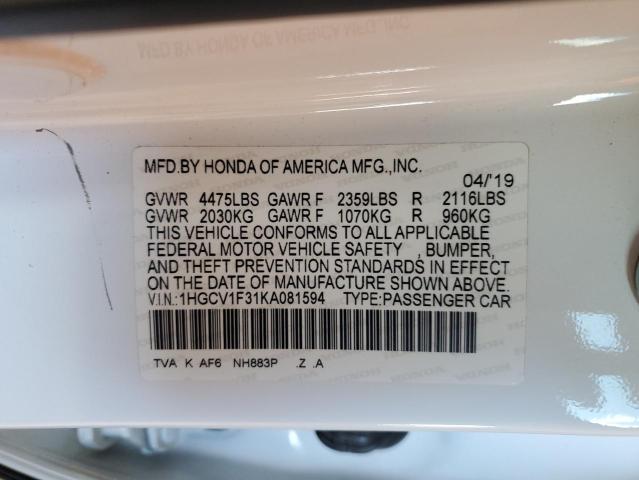 MFD.BY HONDA OF AMERICA MFG.,INC.
04/'19
GVWR 4475LBS GAWR F 2359LBS R 2116LBS
GVWR 2030KG GAWR F 1070KG R 960KG
THIS VEHICLE CONFORMS TO ALL APPLICABLE
FEDERAL MOTOR VEHICLE SAFETY , BUMPER,
AND THEFT PREVENTION STANDARDS IN EFFECT
ON THE DATE OF MANUFACTURE SHOWN ABOVE.
V.I.N.:1HGCV1F31KA081594 TYPE:PASSENGER CAR
TVA K AF6 NH883P .Z .A